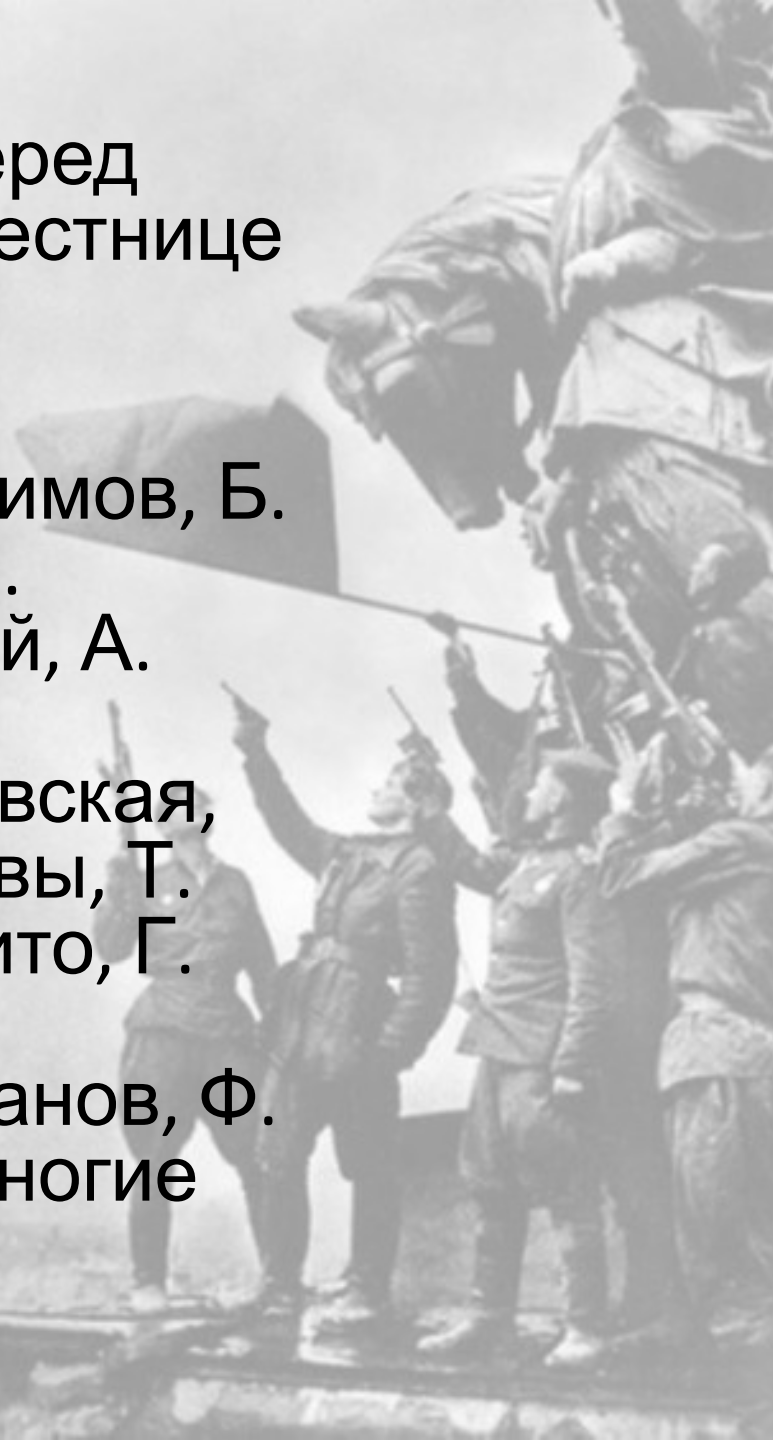 еред
естнице
имов, Б.
.
й, А.
вская,
вы, Т.
ито, Г.
анов, Ф.
ногие